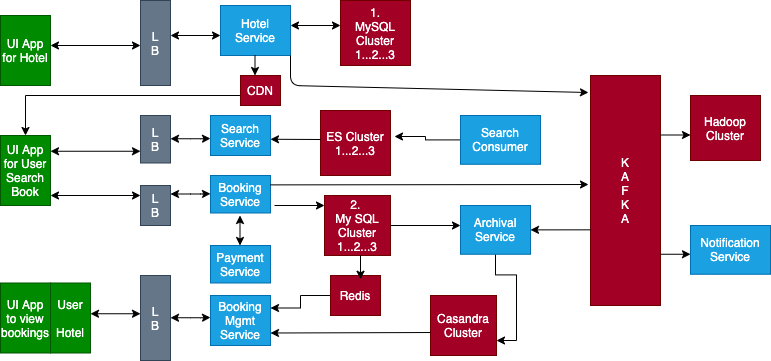 UI App
for Hotel
L
B
Hotel
Service
1.
MySQL
Cluster
1...2...3
CDN
UI App
for User
Search
Book
L
B
Search
Service
ES Cluster
1...2...3
Search
Consumer
K
A
F
K
A
Hadoop
Cluster
L
B
Booking
Service
2.
My SQL
Cluster
1...2...3
Archival
Service
Notification
Service
Payment
Service
UI App
to view
bookings
User
Hotel
L
B
Booking
Mgmt
Service
Redis
Casandra
Cluster